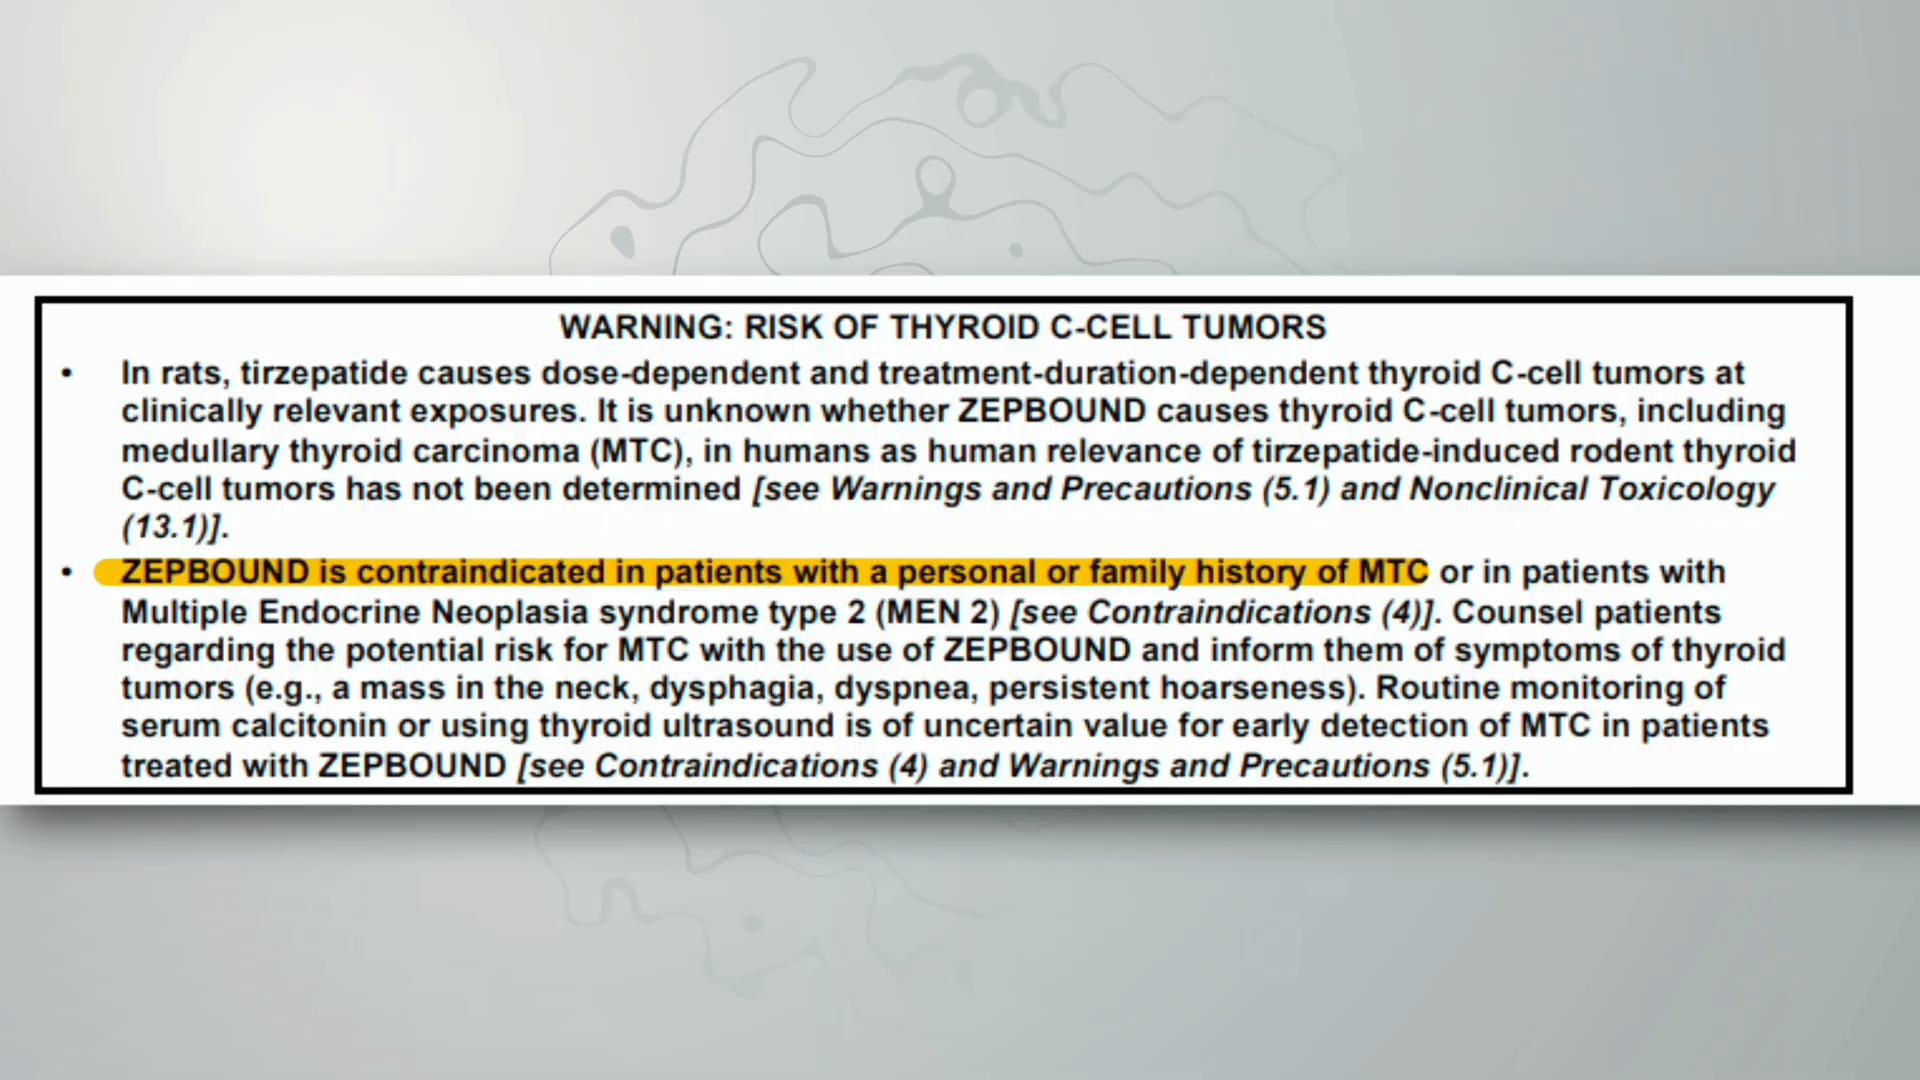 WARNING: RISK OF THYROID C-CELL TUMORS
• In rats, tirzepatide causes dose-dependent and treatment-duration-dependent thyroid C-cell tumors at
clinically relevant exposures. It is unknown whether ZEPBOUND causes thyroid C-cell tumors, including
medullary thyroid carcinoma (MTC), in humans as human relevance of tirzepatide-induced rodent thyroid
C-cell tumors has not been determined [see Warnings and Precautions (5.1) and Nonclinical Toxicology
(13.1)].
• ZEPBOUND is contraindicated in patients with a personal or family history of MTC or in patients with
Multiple Endocrine Neoplasia syndrome type 2 (MEN 2) [see Contraindications (4)]. Counsel patients
regarding the potential risk for MTC with the use of ZEPBOUND and inform them of symptoms of thyroid
tumors (e.g., a mass in the neck, dysphagia, dyspnea, persistent hoarseness). Routine monitoring of
serum calcitonin or using thyroid ultrasound is of uncertain value for early detection of MTC in patients
treated with ZEPBOUND [see Contraindications (4) and Warnings and Precautions (5.1)].